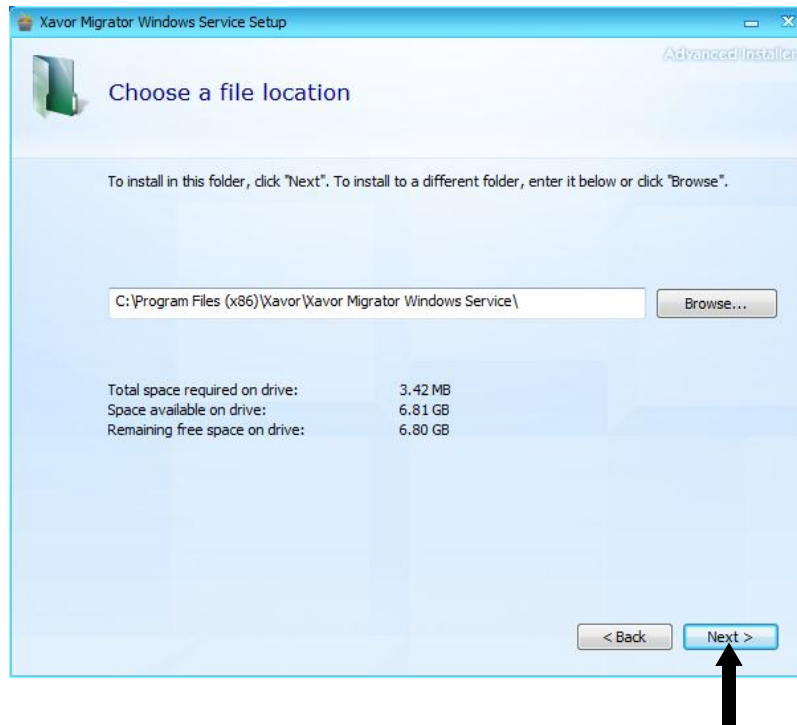 Xavor Migrator Windows Service Setup
Advanced Installer
Choose a file location
To install in this folder, click "Next". To install to a different folder, enter it below or click "Browse".
C:\Program Files (x86)\Xavor\Xavor Migrator Windows Service\
Browse...
Total space required on drive: 3.42 MB
Space available on drive: 6.81 GB
Remaining free space on drive: 6.80 GB
< Back Next >